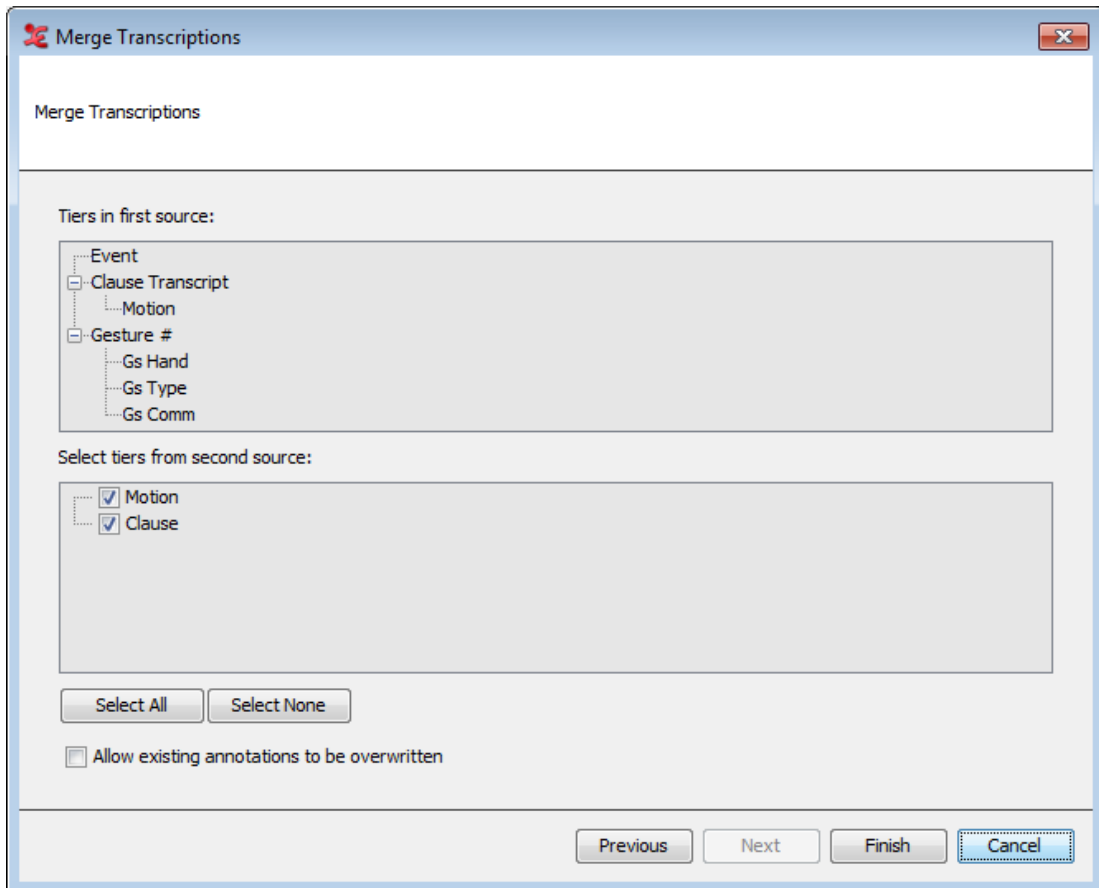 Merge Transcriptions
Merge Transcriptions
Tiers in first source:
Event
Clause Transcript
Motion
Gesture #
Gs Hand
Gs Type
Gs Comm
Select tiers from second source:
Motion
Clause
Select All Select None
Allow existing annotations to be overwritten
Previous Next Finish Cancel